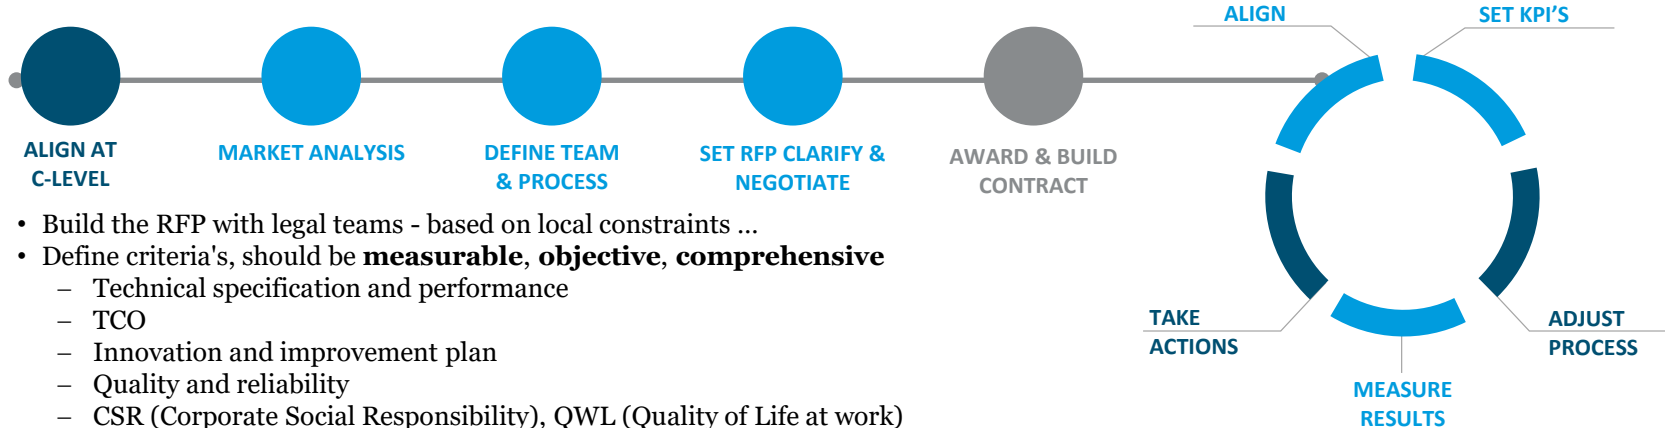 ALIGN AT
C-LEVEL
MARKET ANALYSIS
DEFINE TEAM
& PROCESS
SET RFP CLARIFY &
NEGOTIATE
AWARD & BUILD
CONTRACT
• Build the RFP with legal teams - based on local constraints ...
• Define criteria's, should be measurable, objective, comprehensive
– Technical specification and performance
– TCO
– Innovation and improvement plan
– Quality and reliability
– CSR (Corporate Social Responsibility), QWL (Quality of Life at work)
ALIGN
SET KPI'S
TAKE
ACTIONS
ADJUST
PROCESS
MEASURE
RESULTS